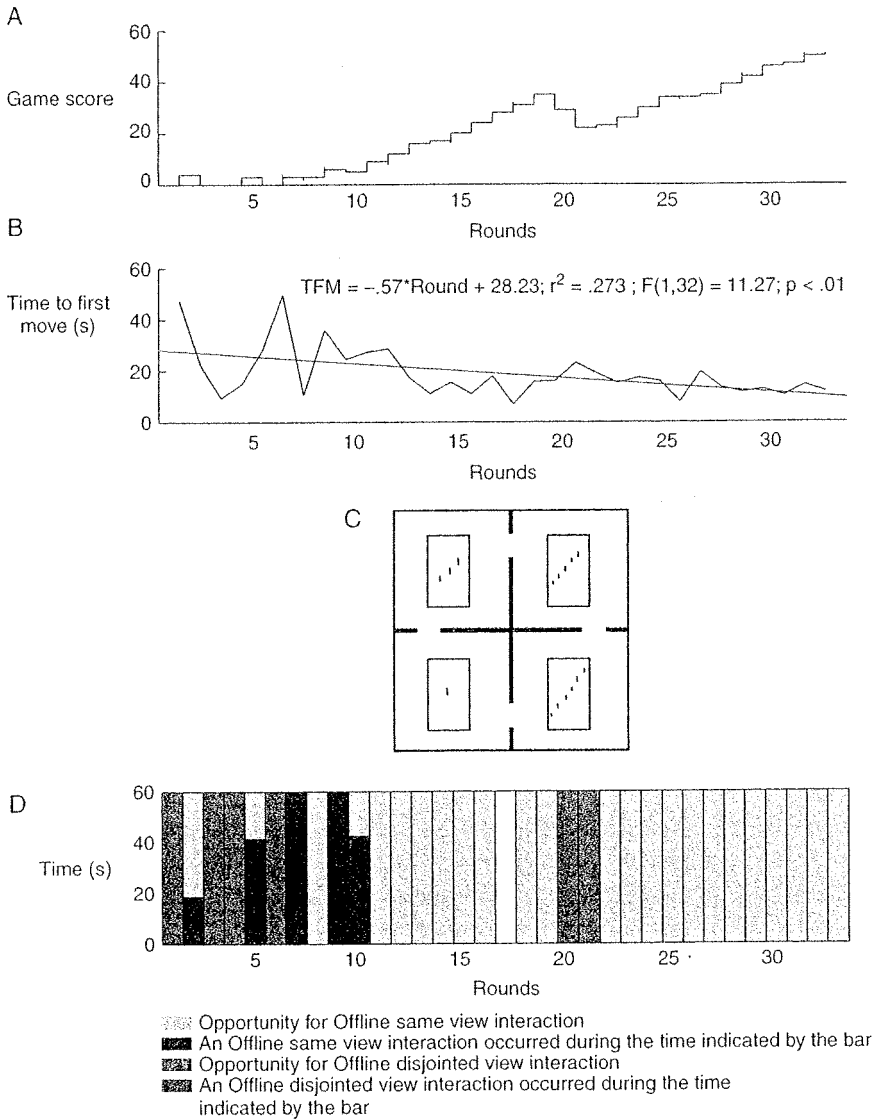 A
60
40
Game score
20
0
5
10
15
20
25
30
Rounds
B
60
TFM = –.57*Round + 28.23; r² = .273 ; F(1,32) = 11.27; p < .01
Time to first
move (s)
40
20
0
5
10
15
20
25
30
Rounds
C
D
60
40
Time (s)
20
0
5
10
15
20
25
30
Rounds
Opportunity for Offline same view interaction
An Offline same view interaction occurred during the time indicated by the bar
Opportunity for Offline disjointed view interaction
An Offline disjointed view interaction occurred during the time
indicated by the bar